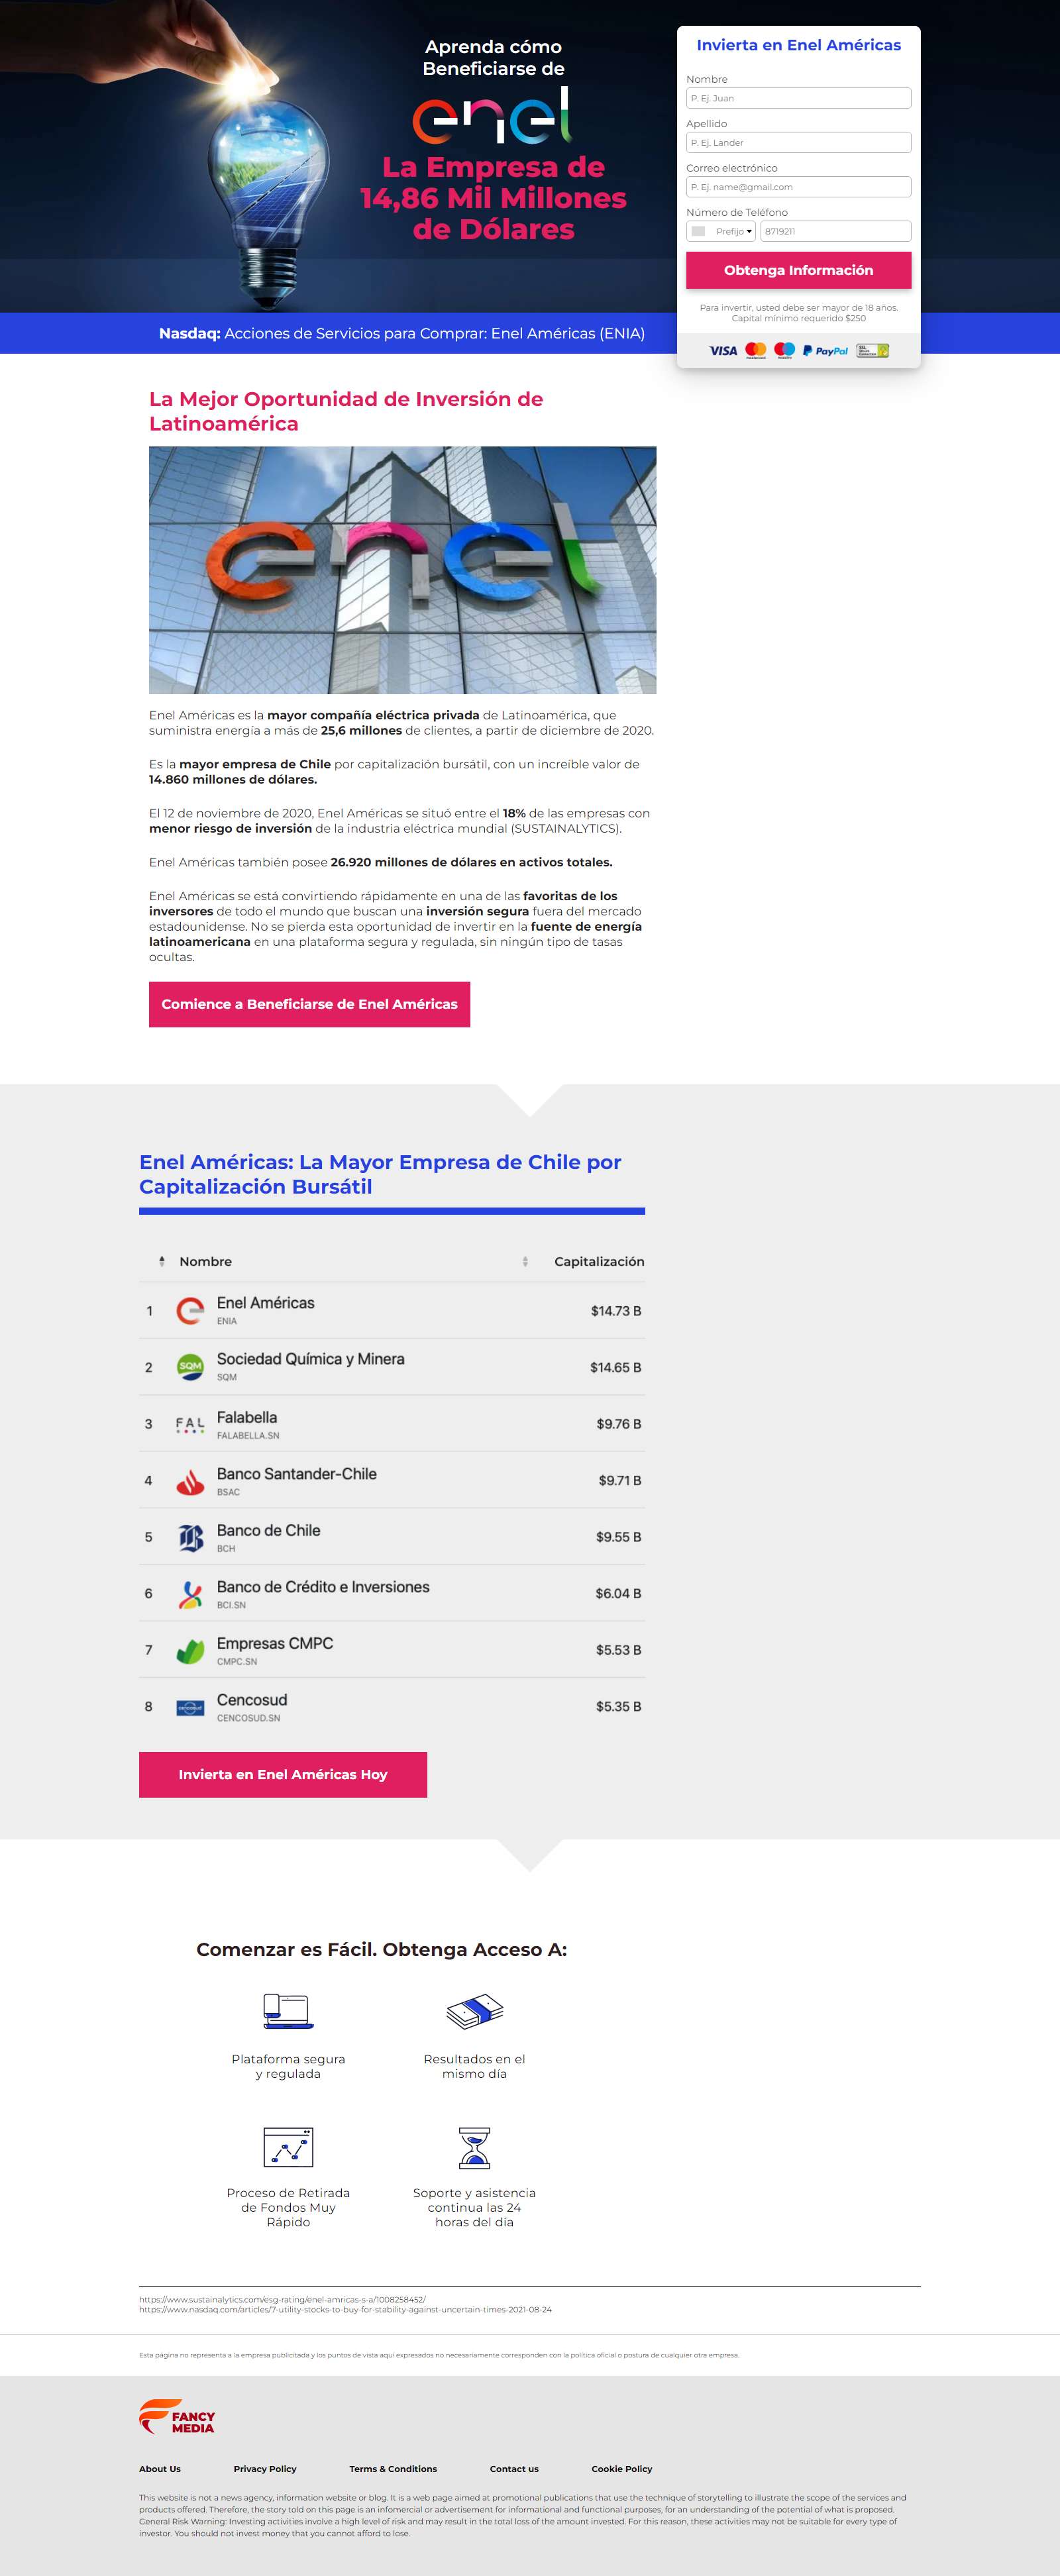 Aprenda cómo
Beneficiarse de
enel
La Empresa de
14,86 Mil Millones
de Dólares
Nasdaq: Acciones de Servicios para Comprar: Enel Américas (ENIA)
Invierta en Enel Américas
Nombre
P. Ej. Juan
Apellido
P. Ej. Lander
Correo electrónico
P. Ej. name@gmail.com
Número de Teléfono
Prefijo
8719211
Obtenga Información
Para invertir, usted debe ser mayor de 18 años.
Capital mínimo requerido $250
VISA
PayPal
La Mejor Oportunidad de Inversión de
Latinoamérica
enel
Enel Américas es la mayor compañía eléctrica privada de Latinoamérica, que
suministra energía a más de 25,6 millones de clientes, a partir de diciembre de 2020.
Es la mayor empresa de Chile por capitalización bursátil, con un increíble valor de
14.860 millones de dólares.
El 12 de noviembre de 2020, Enel Américas se situó entre el 18% de las empresas con
menor riesgo de inversión de la industria eléctrica mundial (SUSTAINALYTICS).
Enel Américas también posee 26.920 millones de dólares en activos totales.
Enel Américas se está convirtiendo rápidamente en una de las favoritas de los
inversores de todo el mundo que buscan una inversión segura fuera del mercado
estadounidense. No se pierda esta oportunidad de invertir en la fuente de energía
latinoamericana en una plataforma segura y regulada, sin ningún tipo de tasas
ocultas.
Comience a Beneficiarse de Enel Américas
Enel Américas: La Mayor Empresa de Chile por
Capitalización Bursátil
Nombre Capitalización
1 Enel Américas $14.73 B
ENIA
2 SQM Sociedad Química y Minera $14.65 B
SQM
3 FAL Falabella $9.76 B
FALABELLA.SN
4 Banco Santander-Chile $9.71 B
BSAC
5 Banco de Chile $9.55 B
BCH
6 Banco de Crédito e Inversiones $6.04 B
BCI.SN
7 Empresas CMPC $5.53 B
CMPC.SN
8 cencosud Cencosud $5.35 B
CENCOSUD.SN
Invierta en Enel Américas Hoy
Comenzar es Fácil. Obtenga Acceso A:
Plataforma segura
y regulada
Resultados en el
mismo día
Proceso de Retirada
de Fondos Muy
Rápido
Soporte y asistencia
continua las 24
horas del día
https://www.sustainalytics.com/esg-rating/enel-amricas-s-a/1008258452/
https://www.nasdaq.com/articles/7-utility-stocks-to-buy-for-stability-against-uncertain-times-2021-08-24
Esta página no representa a la empresa publicitada y los puntos de vista aquí expresados no necesariamente corresponden con la política oficial o postura de cualquier otra empresa.
FANCY
MEDIA
About Us Privacy Policy Terms & Conditions Contact us Cookie Policy
This website is not a news agency, information website or blog. It is a web page aimed at promotional publications that use the technique of storytelling to illustrate the scope of the services and
products offered. Therefore, the story told on this page is an infomercial or advertisement for informational and functional purposes, for an understanding of the potential of what is proposed.
General Risk Warning: Investing activities involve a high level of risk and may result in the total loss of the amount invested. For this reason, these activities may not be suitable for every type of
investor. You should not invest money that you cannot afford to lose.